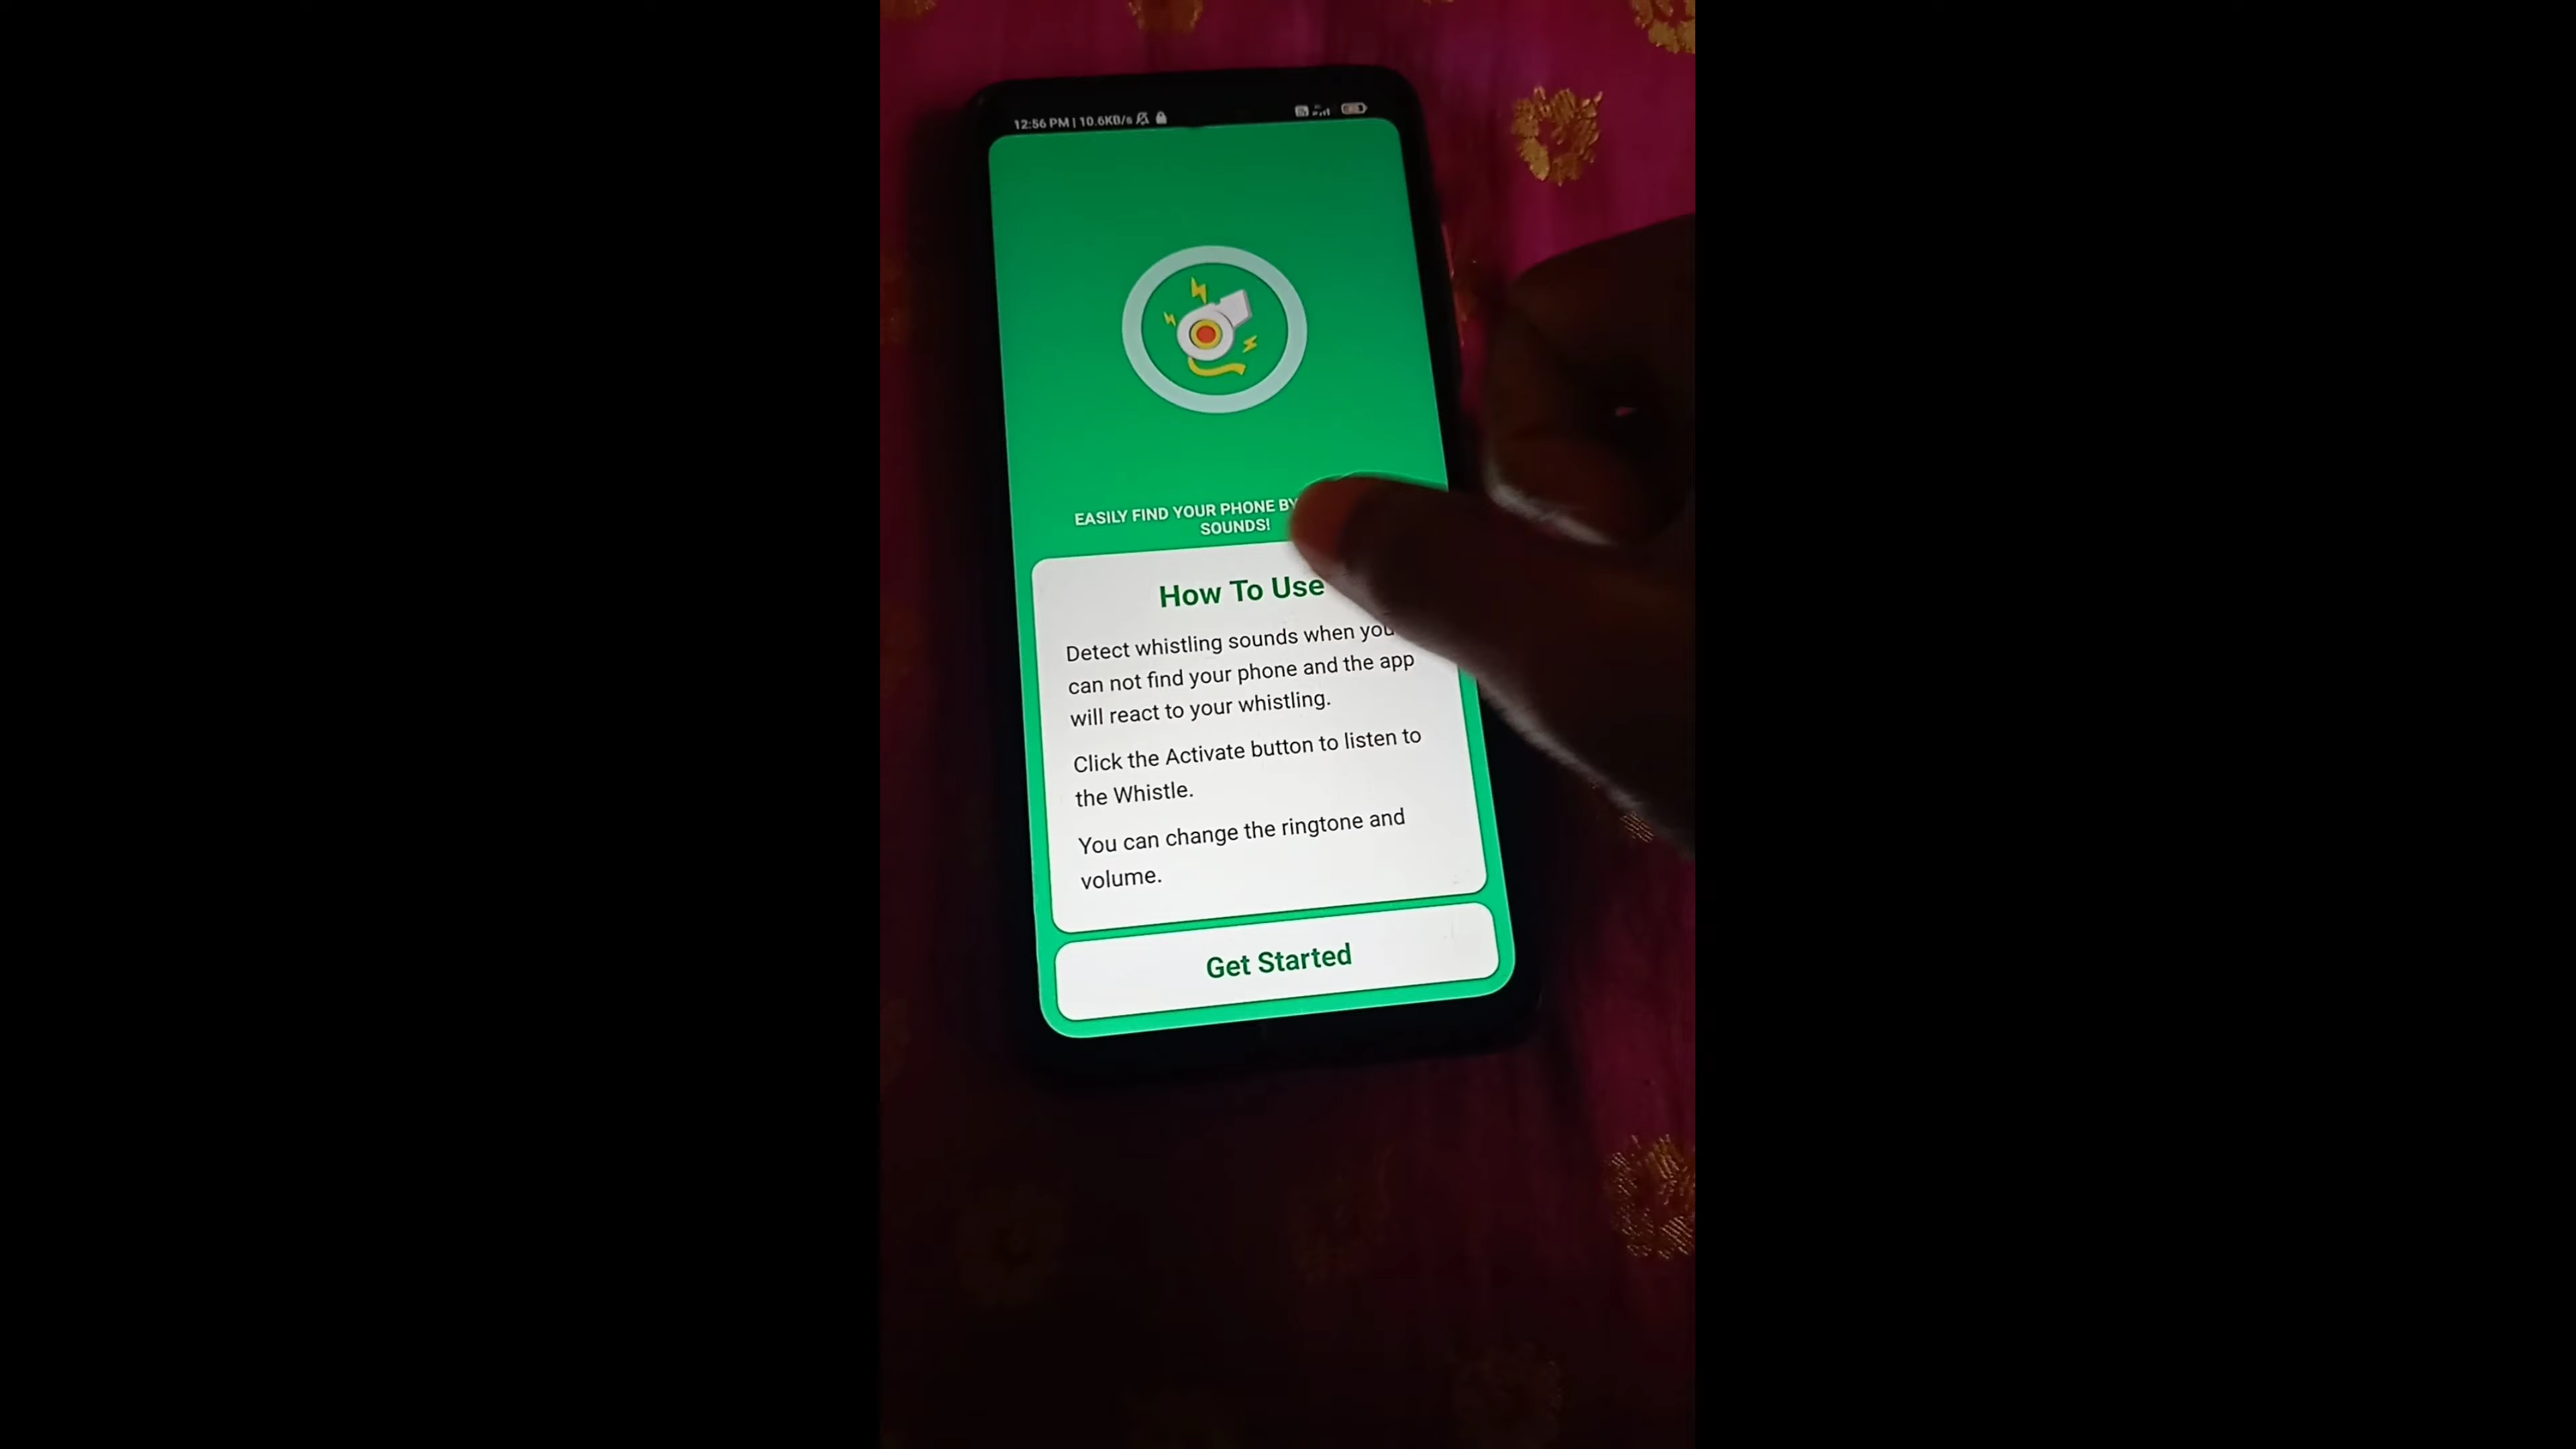 12:56 PM | 10.6KB/s
EASILY FIND YOUR PHONE BY
SOUNDS!
How To Use
Detect whistling sounds when you
can not find your phone and the app
will react to your whistling.
Click the Activate button to listen to
the Whistle.
You can change the ringtone and
volume.
Get Started